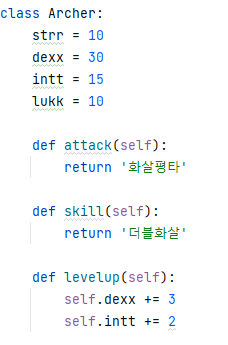 class Archer:
    strr = 10
    dexx = 30
    intt = 15
    lukk = 10

    def attack(self):
        return '화살평타'

    def skill(self):
        return '더블화살'

    def levelup(self):
        self.dexx += 3
        self.intt += 2